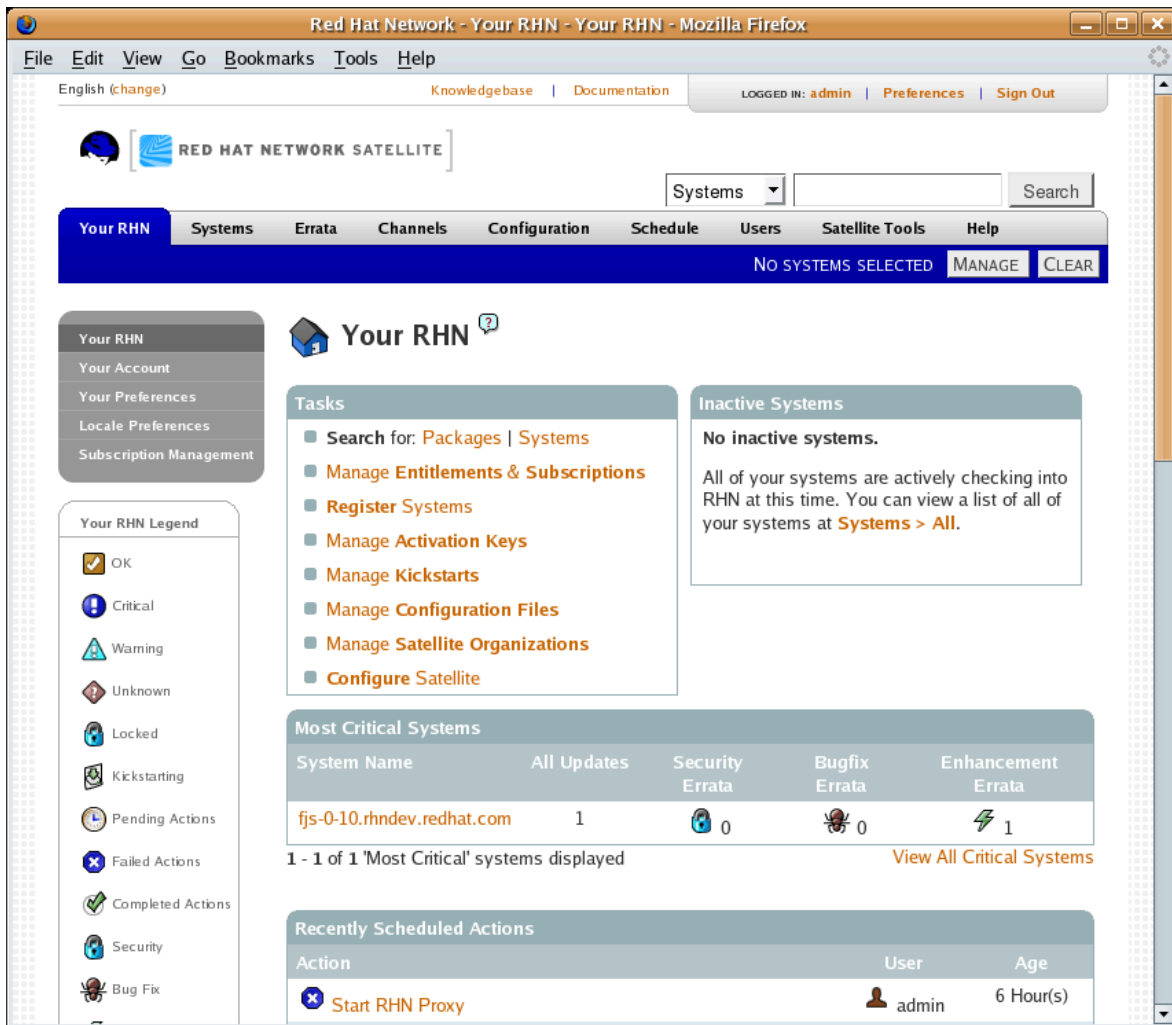 Red Hat Network - Your RHN - Your RHN - Mozilla Firefox
File Edit View Go Bookmarks Tools Help
English (change) Knowledgebase | Documentation LOGGED IN: admin | Preferences | Sign Out
RED HAT NETWORK SATELLITE
Systems Search
Your RHN Systems Errata Channels Configuration Schedule Users Satellite Tools Help
NO SYSTEMS SELECTED MANAGE CLEAR
Your RHN
Your Account
Your Preferences
Locale Preferences
Subscription Management
Your RHN Legend
OK
Critical
Warning
Unknown
Locked
Kickstarting
Pending Actions
Failed Actions
Completed Actions
Security
Bug Fix
Your RHN ?
Tasks
Search for: Packages | Systems
Manage Entitlements & Subscriptions
Register Systems
Manage Activation Keys
Manage Kickstarts
Manage Configuration Files
Manage Satellite Organizations
Configure Satellite
Inactive Systems
No inactive systems.
All of your systems are actively checking into
RHN at this time. You can view a list of all of
your systems at Systems > All.
Most Critical Systems
System Name All Updates Security Errata Bugfix Errata Enhancement Errata
fjs-0-10.rhndev.redhat.com 1 0 0 1
1 - 1 of 1 'Most Critical' systems displayed View All Critical Systems
Recently Scheduled Actions
Action User Age
Start RHN Proxy admin 6 Hour(s)